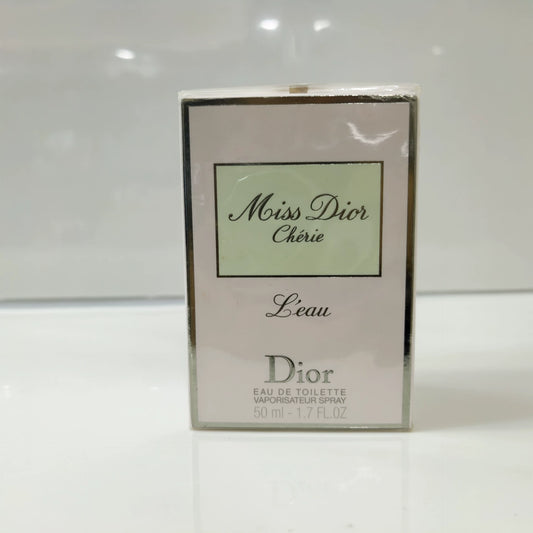 Miss Dior
Chérie
L'eau
Dior
EAU DE TOILETTE
VAPORISATEUR SPRAY
50 ml - 1.7 FL.OZ